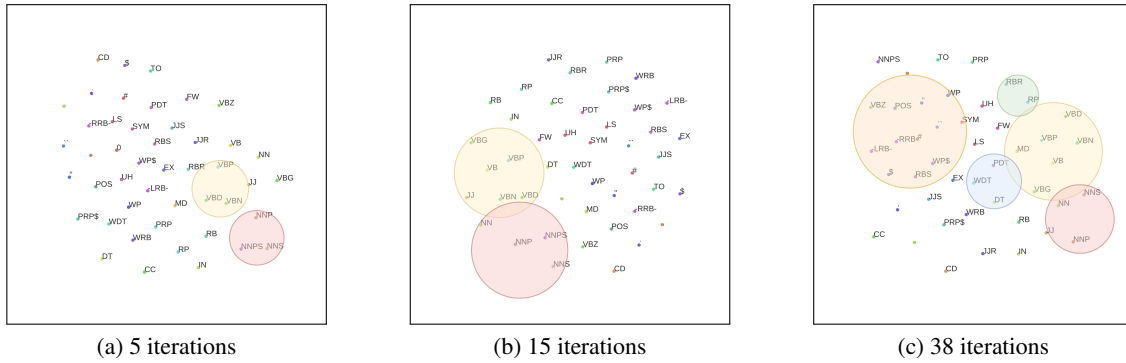 CD $ TO
# PDT FW VBZ
RRB- LS SYM JJS
0 RBS JJR VB
WP$ EX RBR VBP NN
POS UH LRB- JJ VBG
WP MD VBD VBN
PRP$ WDT PRP NNP
WRB RP RB NNPS NNS
DT CC IN
(a) 5 iterations
JJR PRP
RBR WRB
RP PRP$
RB CC PDT WP$ LRB-
IN LS
VBG FW UH SYM RBS EX
VBP DT WDT JJS
VB WP #
JJ VBN VBD TO $
NN MD RRB-
NNP NNPS VBZ POS
NNS CD
(b) 15 iterations
NNPS TO PRP
RBR
VBZ POS WP UH RP
SYM FW VBD
RRB- # LS MD VBP VBN
LRB- WP$ PDT VB
$ RBS EX WDT
JJS DT VBG NNS
WRB NN
PRP$ RB
CC JJ NNP
JJR IN
CD
(c) 38 iterations